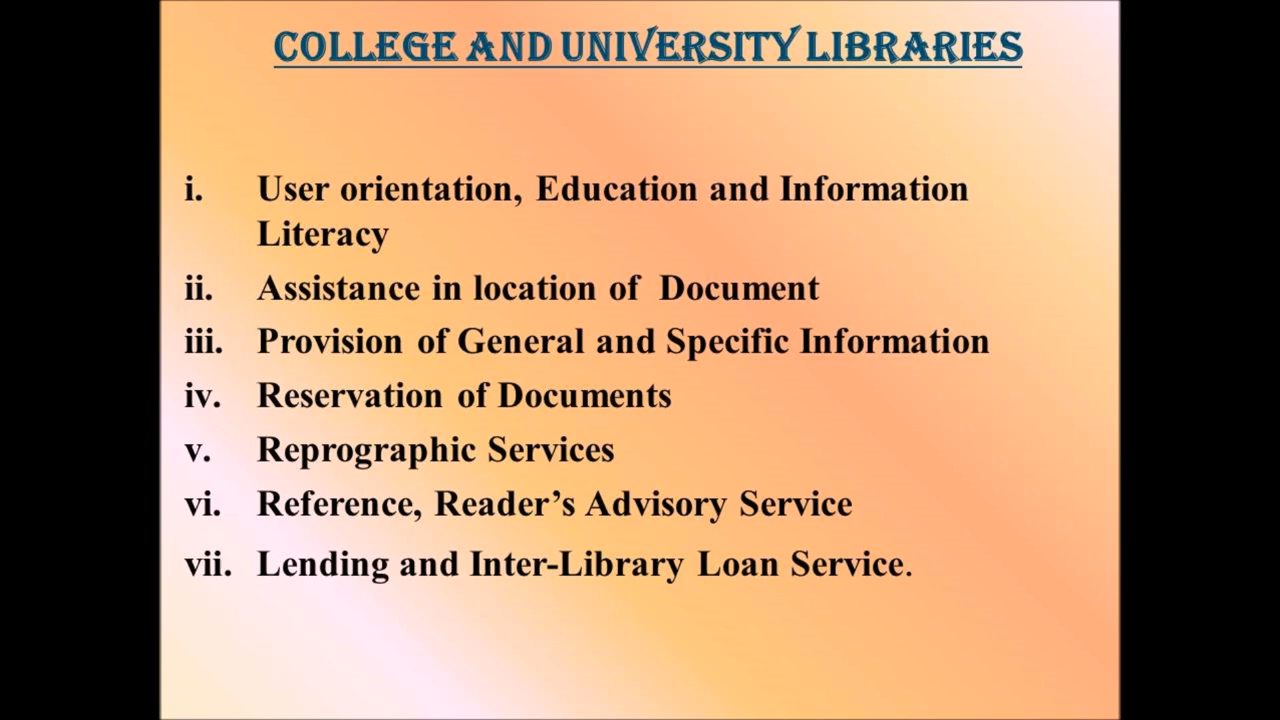 COLLEGE AND UNIVERSITY LIBRARIES
i. User orientation, Education and Information
Literacy
ii. Assistance in location of Document
iii. Provision of General and Specific Information
iv. Reservation of Documents
v. Reprographic Services
vi. Reference, Reader’s Advisory Service
vii. Lending and Inter-Library Loan Service.